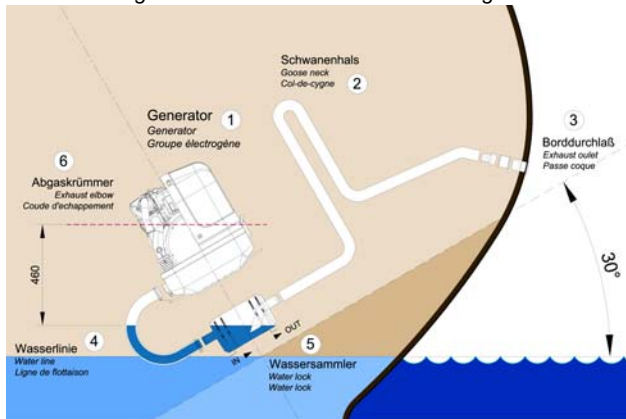 Schwanenhals
Goose neck
Col-de-cygne
2
Generator
Generator
Groupe électrogène
1
3
Borddurchlaß
Exhaust oulet
Passe coque
6
Abgaskrümmer
Exhaust elbow
Coude d'echappement
460
30°
Wasserlinie
Water line
Ligne de flottaison
4
IN
OUT
5
Wassersammler
Water lock
Water lock